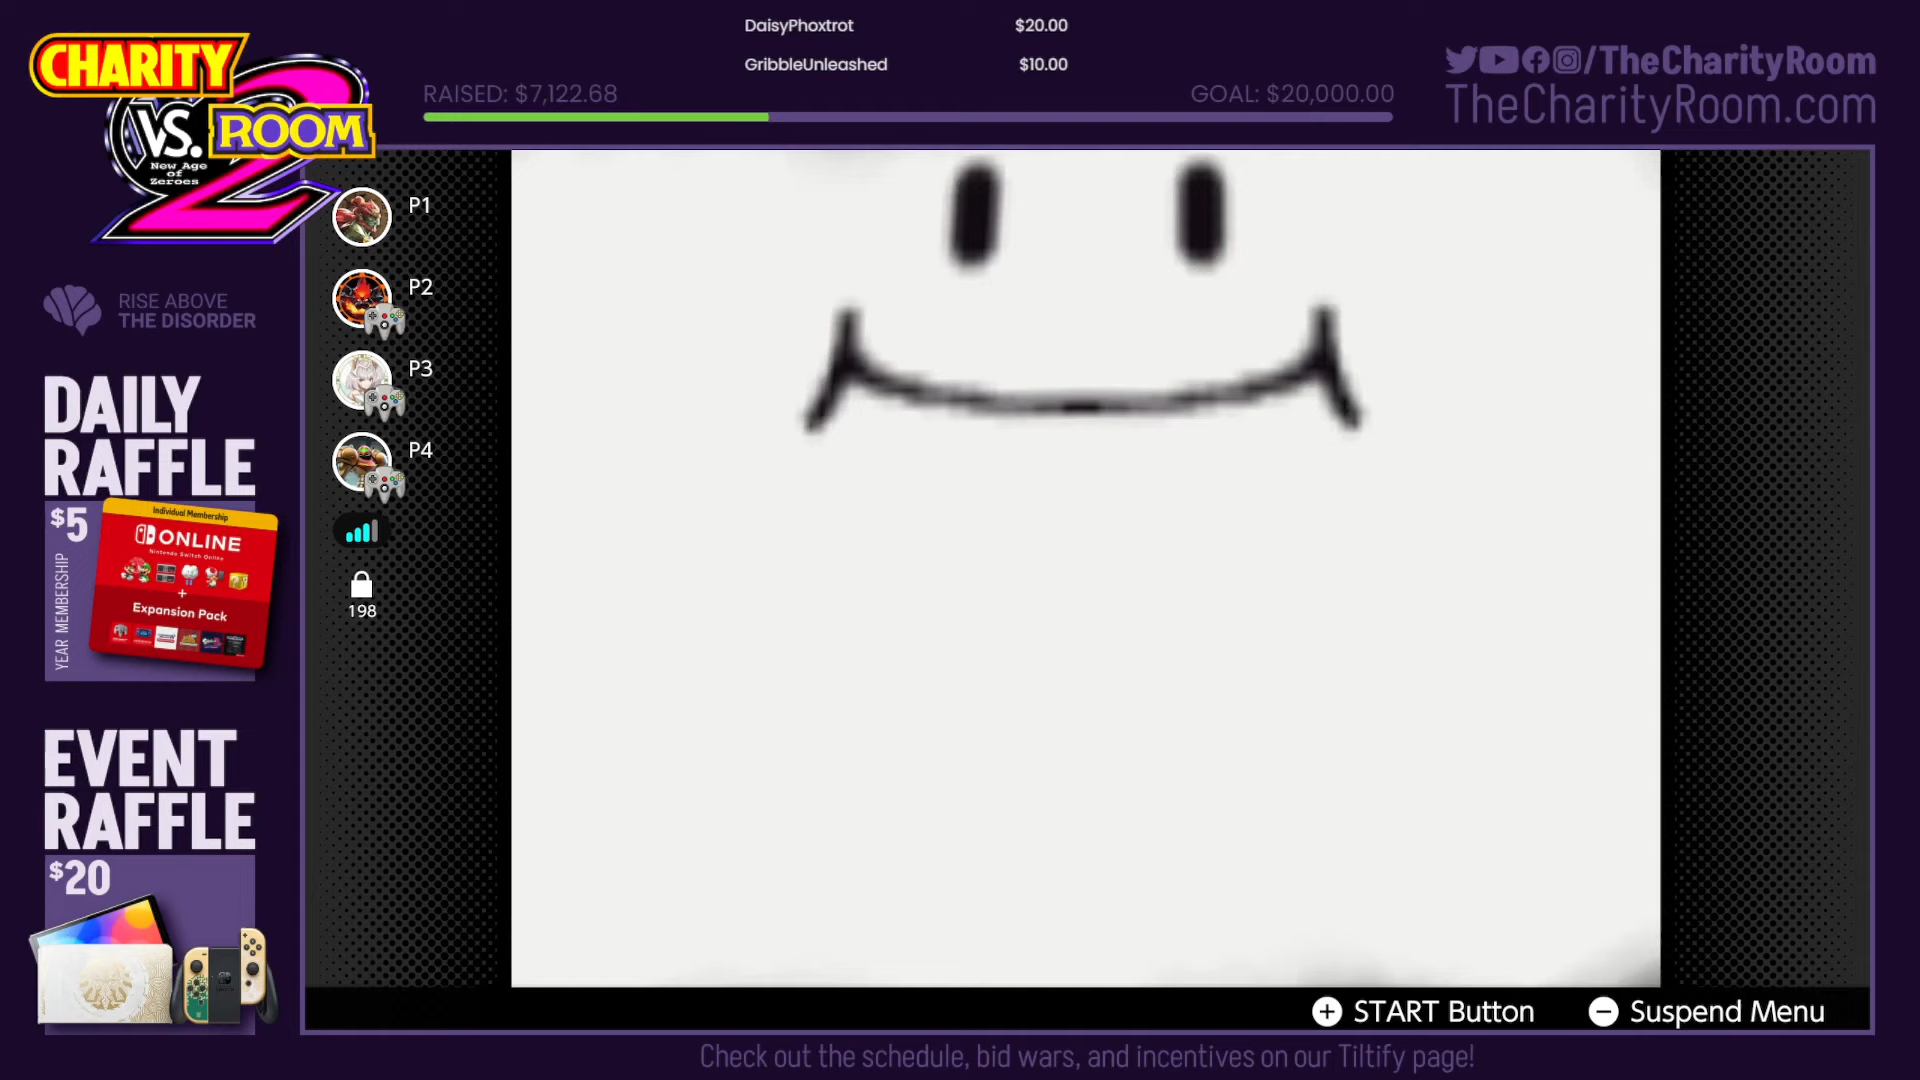 DaisyPhoxtrot $20.00
GribbleUnleashed $10.00
RAISED: $7,122.68 GOAL: $20,000.00
/TheCharityRoom
TheCharityRoom.com
CHARITY
VS. ROOM
2
New Age
of
Zeroes
RISE ABOVE
THE DISORDER
DAILY
RAFFLE
$5
YEAR MEMBERSHIP
Individual Membership
ONLINE
Nintendo Switch Online
+
Expansion Pack
EVENT
RAFFLE
$20
P1
P2
P3
P4
198
START Button
Suspend Menu
Check out the schedule, bid wars, and incentives on our Tiltify page!